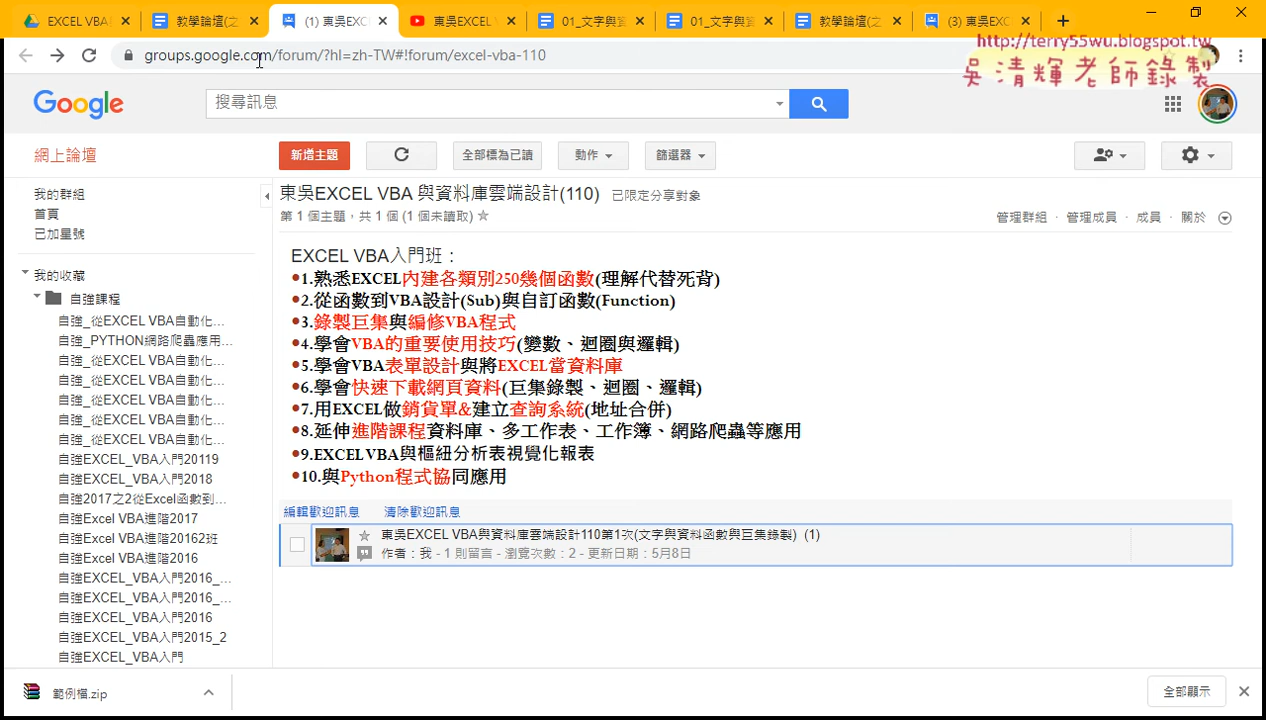 EXCEL VBA
教學論壇(之
(1) 東吳EXC
東吳EXCEL
01_文字與
01_文字與
教學論壇(之
(3) 東吳EX
groups.google.com/forum/?hl=zh-TW#!forum/excel-vba-110
http://terry55wu.blogspot.tw
吳清輝老師錄製
Google
搜尋訊息
網上論壇
新增主題
全部標為已讀
動作
篩選器
我的群組
首頁
已加星號
我的收藏
自強課程
自強_從EXCEL VBA自動化...
自強_PYTHON網路爬蟲應用...
自強_從EXCEL VBA自動化...
自強_從EXCEL VBA自動化...
自強_從EXCEL VBA自動化...
自強_從EXCEL VBA自動化...
自強_從EXCEL VBA自動化...
自強EXCEL_VBA入門20119
自強EXCEL_VBA入門2018
自強2017之2從Excel函數到...
自強Excel VBA進階2017
自強Excel VBA進階20162班
自強Excel VBA進階2016
自強EXCEL_VBA入門2016_...
自強EXCEL_VBA入門2016_...
自強EXCEL_VBA入門2016
自強EXCEL_VBA入門2015_2
自強EXCEL_VBA入門
東吳EXCEL VBA 與資料庫雲端設計(110) 已限定分享對象
第 1 個主題，共 1 個 (1 個未讀取)
管理群組 · 管理成員 · 成員 · 關於
EXCEL VBA入門班：
•1.熟悉EXCEL內建各類別250幾個函數(理解代替死背)
•2.從函數到VBA設計(Sub)與自訂函數(Function)
•3.錄製巨集與編修VBA程式
•4.學會VBA的重要使用技巧(變數、迴圈與邏輯)
•5.學會VBA表單設計與將EXCEL當資料庫
•6.學會快速下載網頁資料(巨集錄製、迴圈、邏輯)
•7.用EXCEL做銷貨單&建立查詢系統(地址合併)
•8.延伸進階課程資料庫、多工作表、工作簿、網路爬蟲等應用
•9.EXCEL VBA與樞紐分析表視覺化報表
•10.與Python程式協同應用
編輯歡迎訊息 清除歡迎訊息
東吳EXCEL VBA與資料庫雲端設計110第1次(文字與資料函數與巨集錄製) (1)
作者：我 - 1 則留言 - 瀏覽次數：2 - 更新日期：5月8日
範例檔.zip
全部顯示